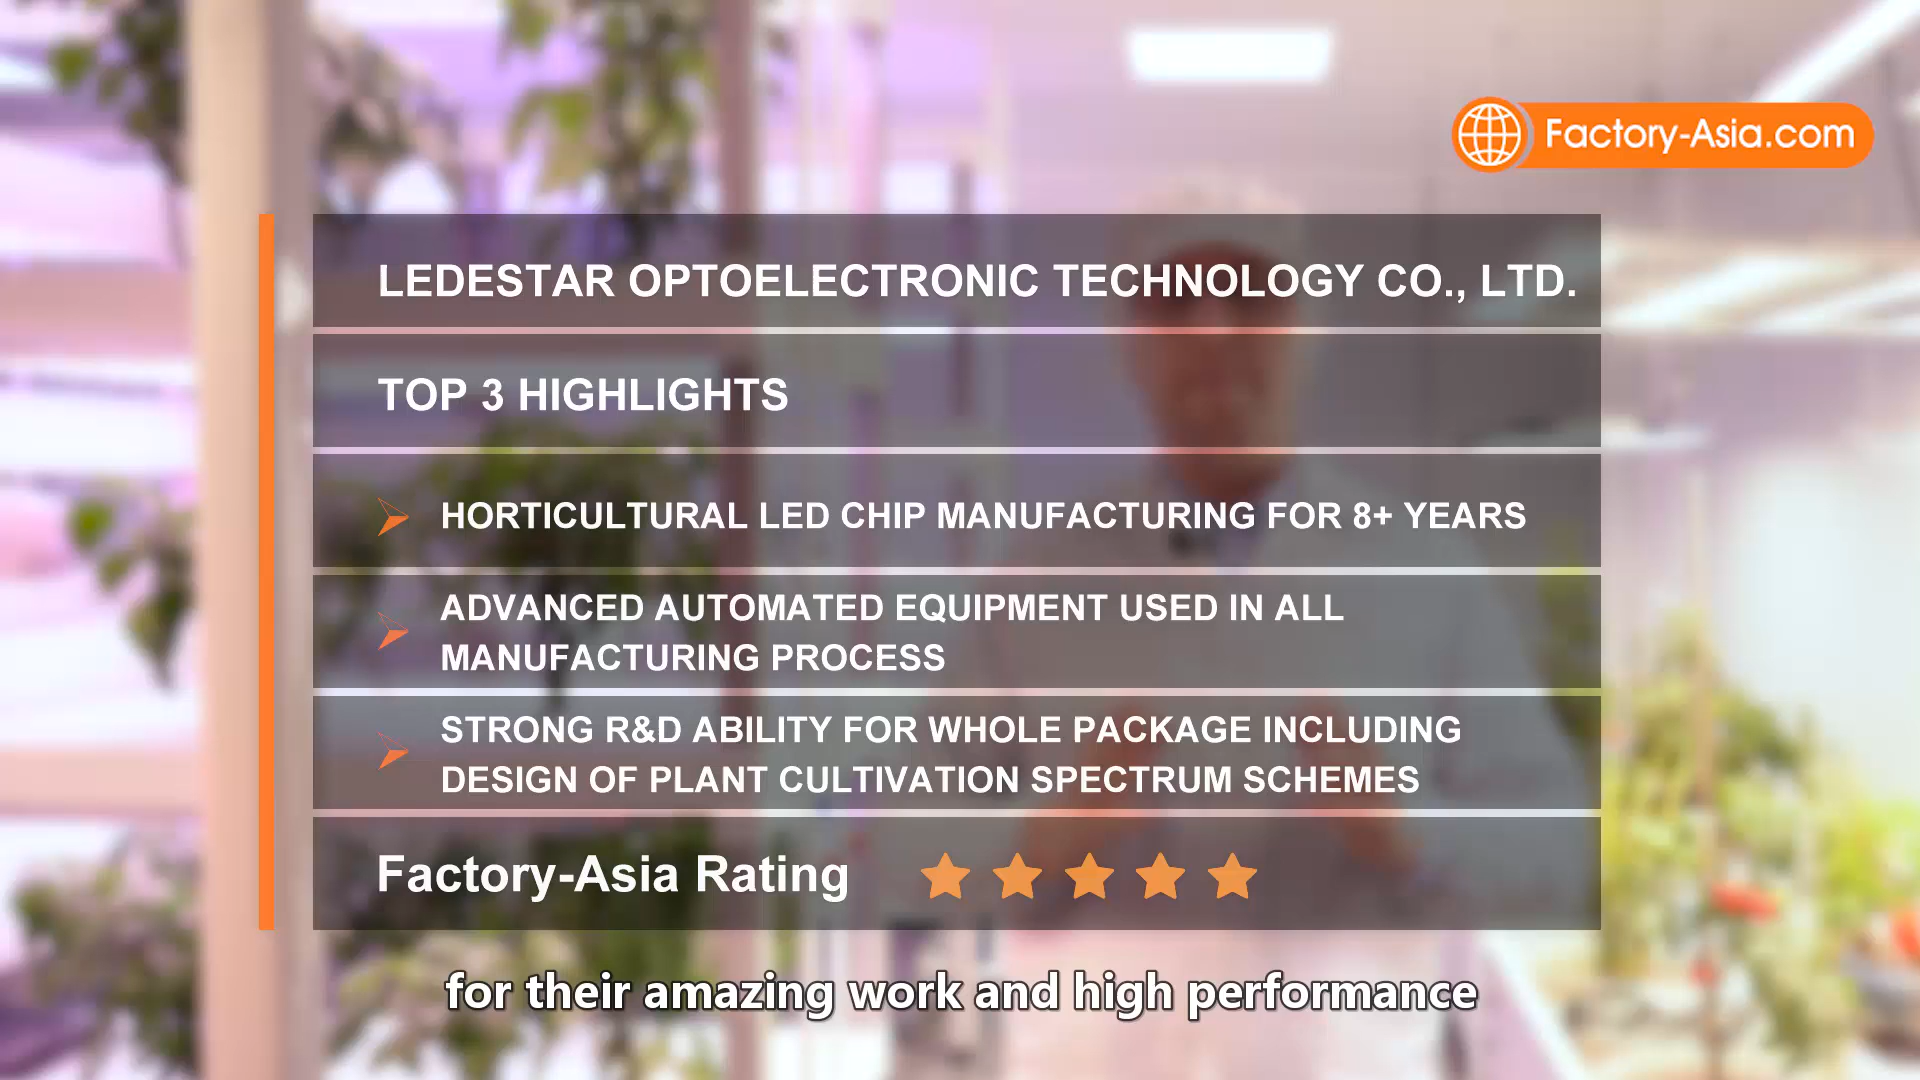 Factory-Asia.com
LEDESTAR OPTOELECTRONIC TECHNOLOGY CO., LTD.
TOP 3 HIGHLIGHTS
HORTICULTURAL LED CHIP MANUFACTURING FOR 8+ YEARS
ADVANCED AUTOMATED EQUIPMENT USED IN ALL
MANUFACTURING PROCESS
STRONG R&D ABILITY FOR WHOLE PACKAGE INCLUDING
DESIGN OF PLANT CULTIVATION SPECTRUM SCHEMES
Factory-Asia Rating
for their amazing work and high performance